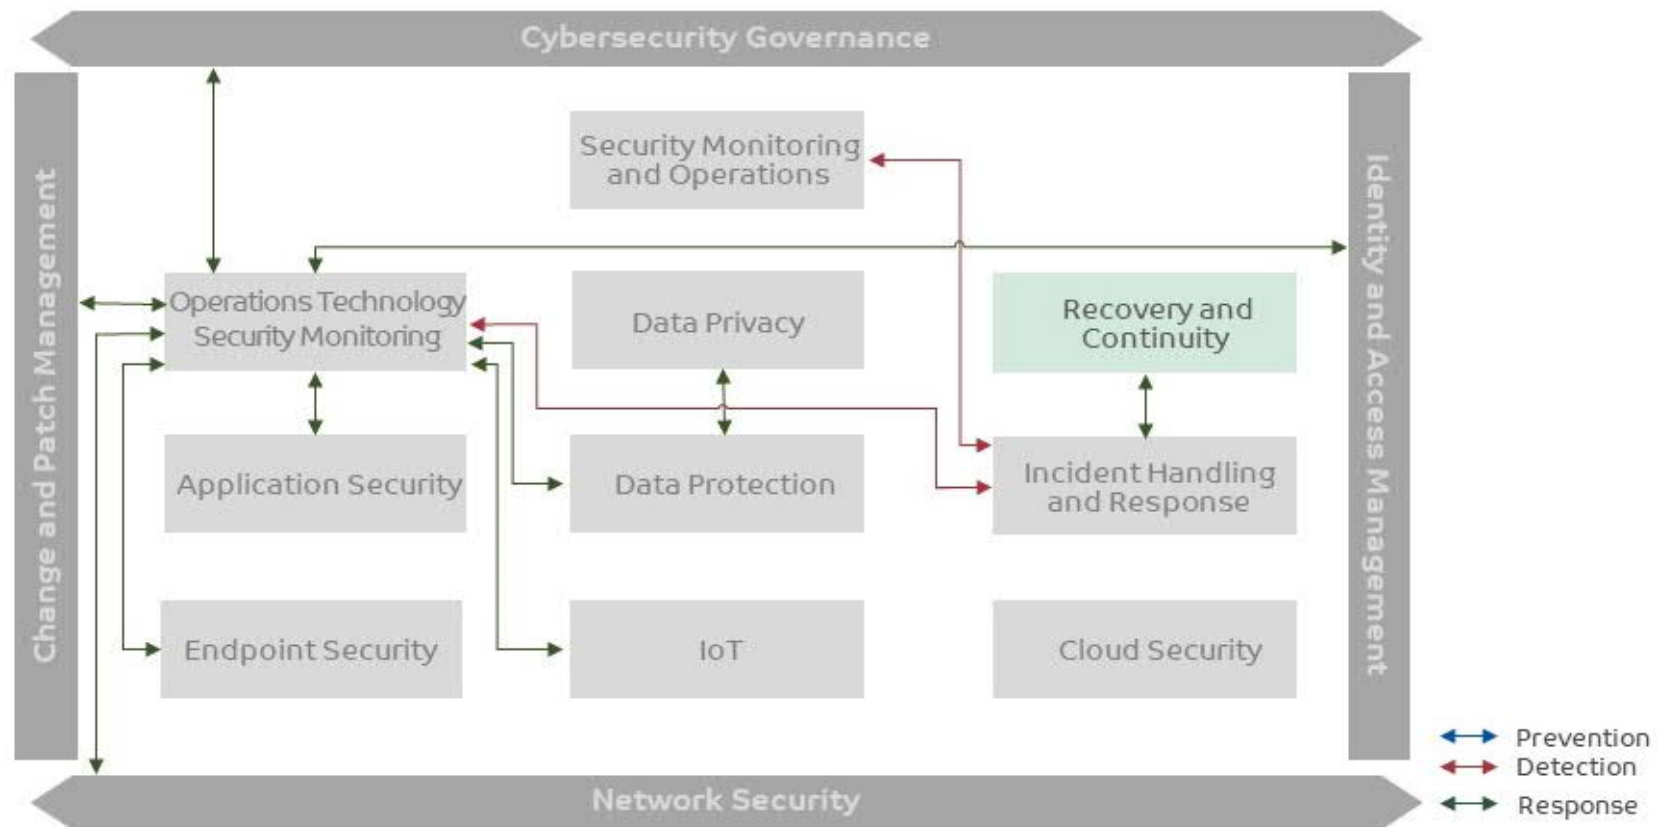 Cybersecurity Governance
Change and Patch Management
Security Monitoring
and Operations
Identity and Access Management
Operations Technology
Security Monitoring
Data Privacy
Recovery and
Continuity
Application Security
Data Protection
Incident Handling
and Response
Endpoint Security
IoT
Cloud Security
Network Security
Prevention
Detection
Response